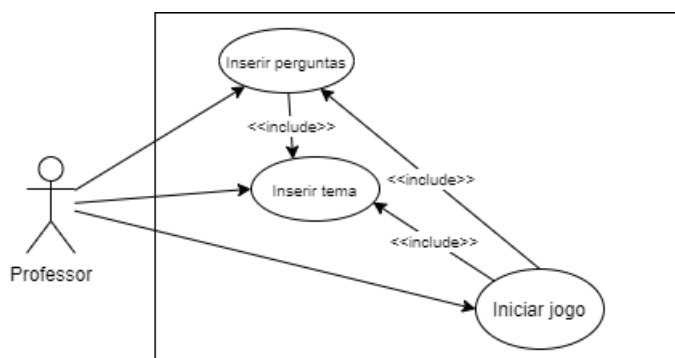 Inserir perguntas
<<include>>
<<include>>
Inserir tema
<<include>>
Professor
Iniciar jogo